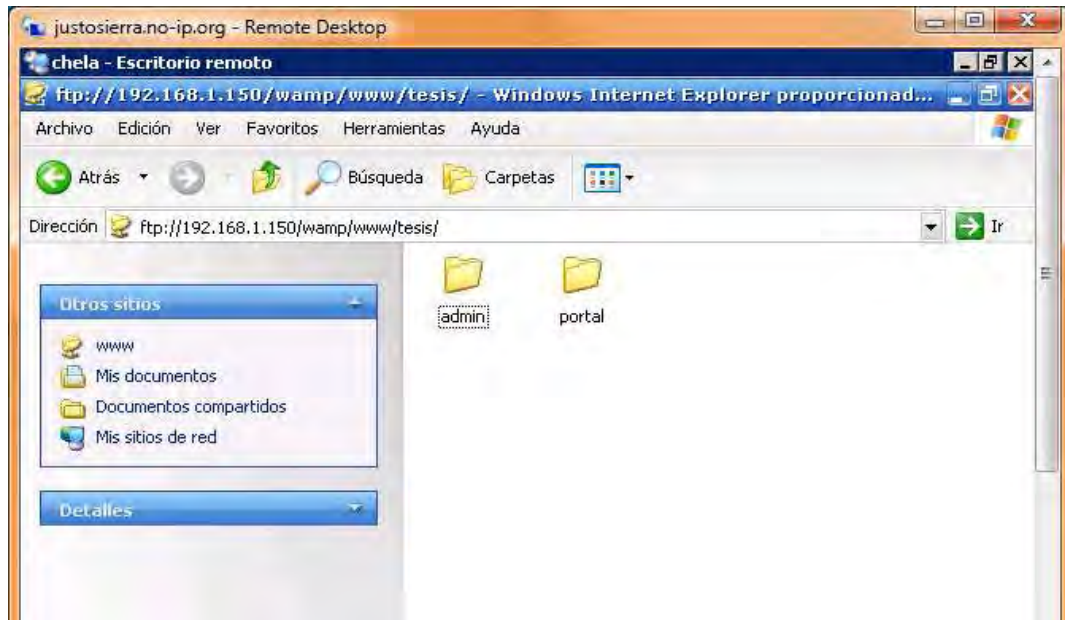 justosierra.no-ip.org - Remote Desktop
chela - Escritorio remoto
ftp://192.168.1.150/wamp/www/tesis/ - Windows Internet Explorer proporcionad...
Archivo Edición Ver Favoritos Herramientas Ayuda
Atrás Búsqueda Carpetas
Dirección ftp://192.168.1.150/wamp/www/tesis/ Ir
Otros sitios
www
Mis documentos
Documentos compartidos
Mis sitios de red
Detalles
admin portal